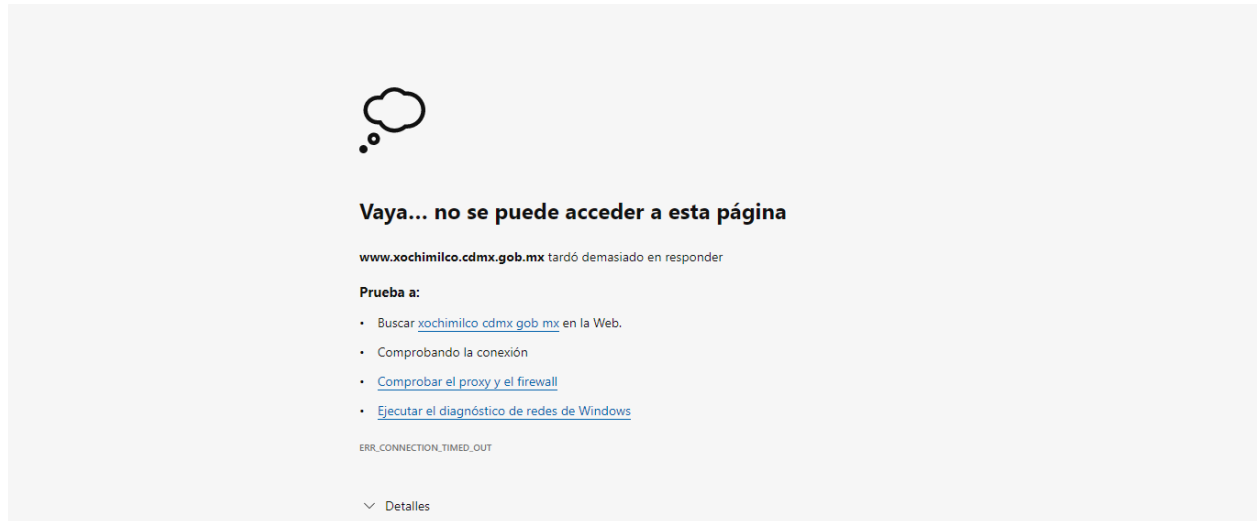 Vaya... no se puede acceder a esta página
www.xochimilco.cdmx.gob.mx tardó demasiado en responder
Prueba a:
• Buscar xochimilco cdmx gob mx en la Web.
• Comprobando la conexión
• Comprobar el proxy y el firewall
• Ejecutar el diagnóstico de redes de Windows
ERR_CONNECTION_TIMED_OUT
Detalles